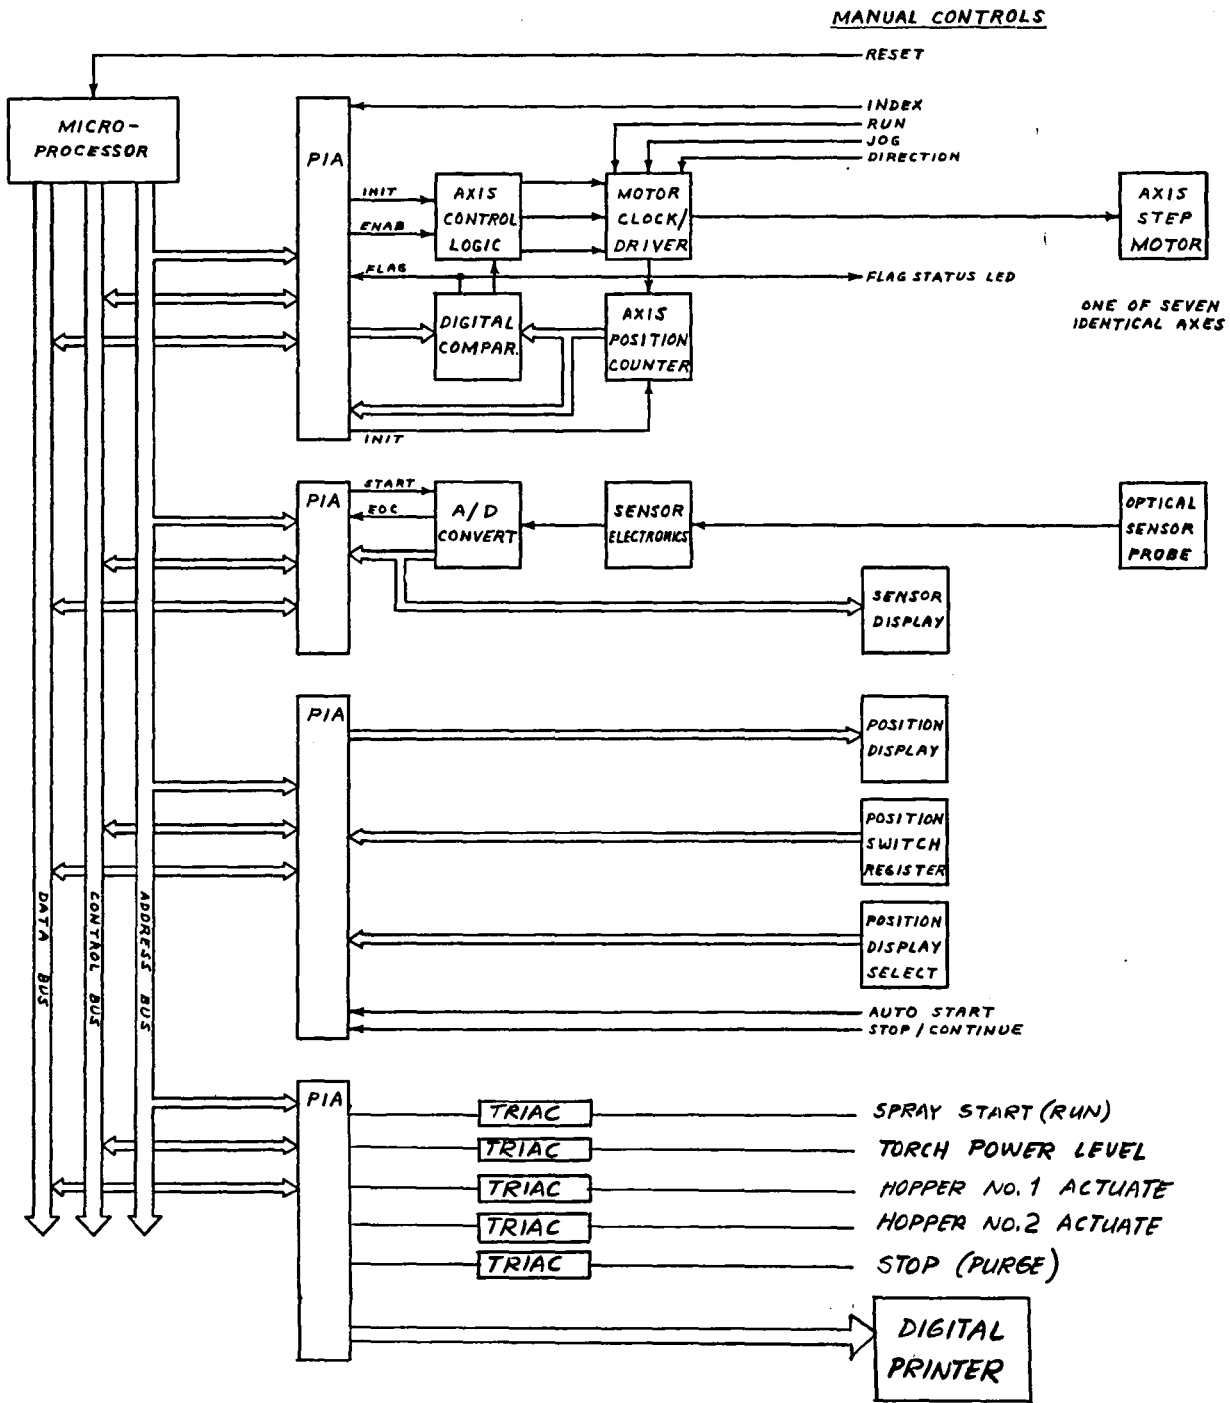 MANUAL CONTROLS
RESET
MICRO-
PROCESSOR
PIA
INDEX
RUN
JOG
DIRECTION
INIT
ENAB
FLAG
AXIS
CONTROL
LOGIC
MOTOR
CLOCK/
DRIVER
AXIS
STEP
MOTOR
FLAG STATUS LED
DIGITAL
COMPAR.
AXIS
POSITION
COUNTER
ONE OF SEVEN
IDENTICAL AXES
INIT
PIA
START
EOC
A/D
CONVERT
SENSOR
ELECTRONICS
OPTICAL
SENSOR
PROBE
SENSOR
DISPLAY
PIA
POSITION
DISPLAY
POSITION
SWITCH
REGISTER
POSITION
DISPLAY
SELECT
DATA BUS
CONTROL BUS
ADDRESS BUS
AUTO START
STOP/CONTINUE
PIA
TRIAC SPRAY START (RUN)
TRIAC TORCH POWER LEVEL
TRIAC HOPPER NO. 1 ACTUATE
TRIAC HOPPER NO. 2 ACTUATE
TRIAC STOP (PURGE)
DIGITAL
PRINTER